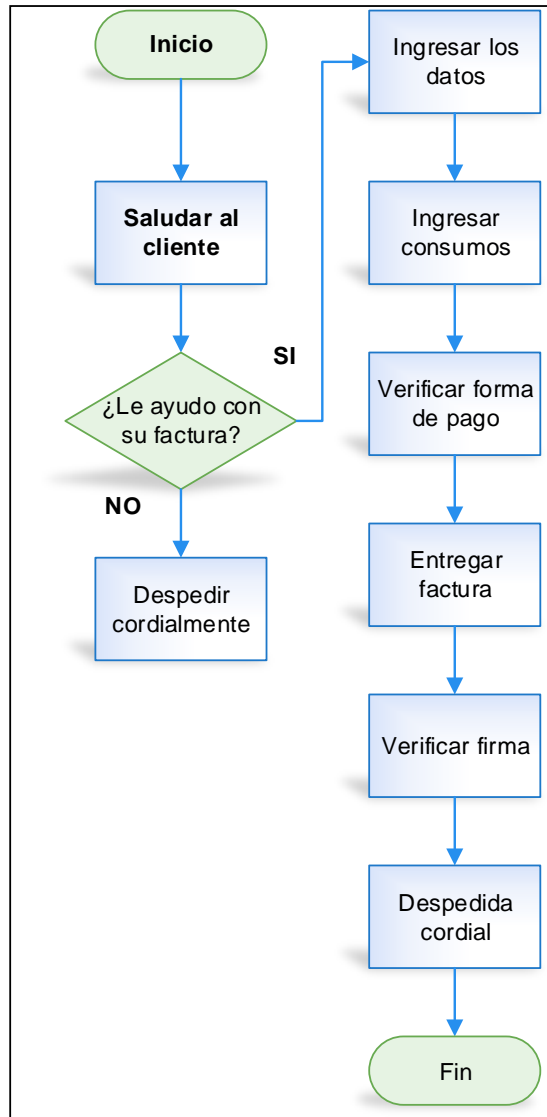 Inicio
Saludar al
cliente
¿Le ayudo con
su factura?
SI
NO
Despedir
cordialmente
Ingresar los
datos
Ingresar
consumos
Verificar forma
de pago
Entregar
factura
Verificar firma
Despedida
cordial
Fin